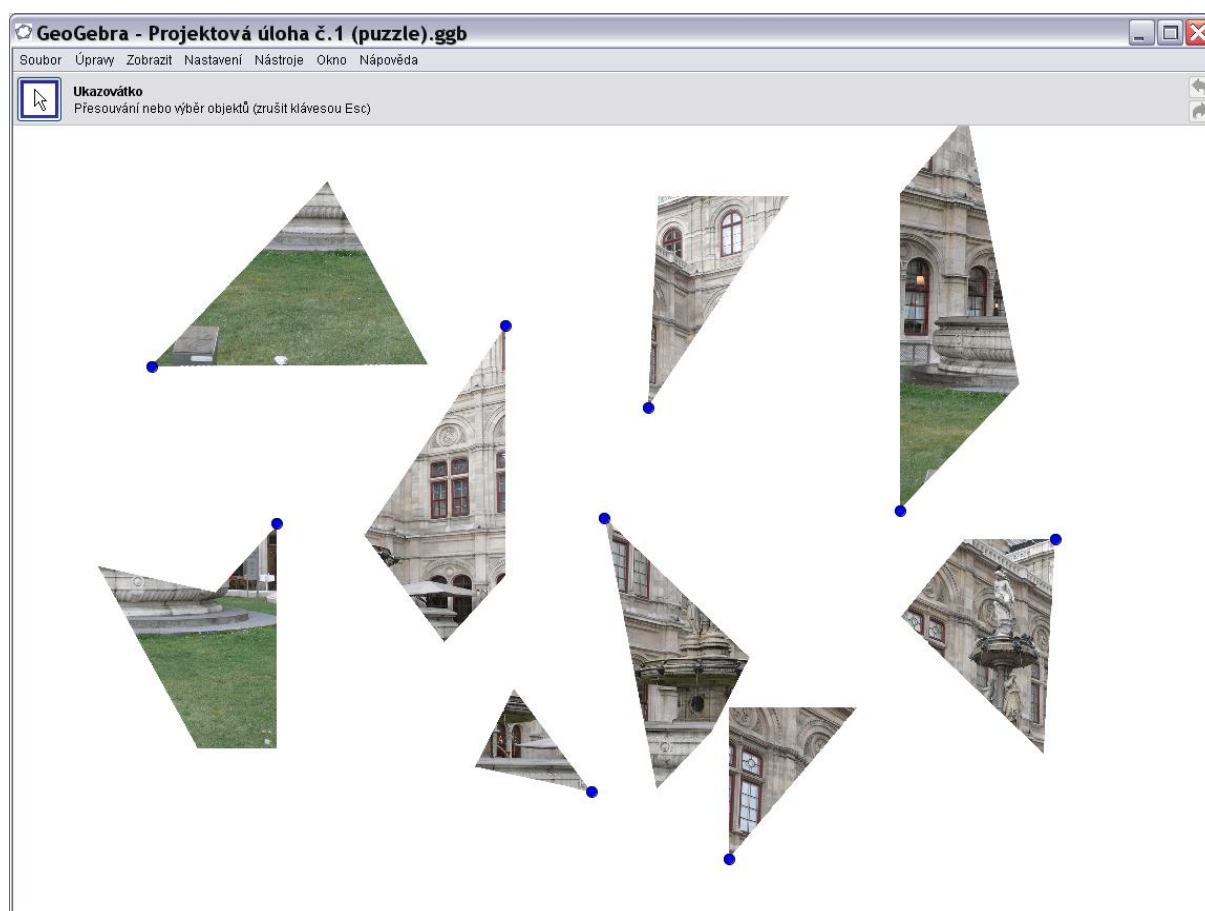 GeoGebra - Projektová úloha č.1 (puzzle).ggb
Soubor Úpravy Zobrazit Nastavení Nástroje Okno Nápověda
Ukazovátko
Přesouvání nebo výběr objektů (zrušit klávesou Esc)